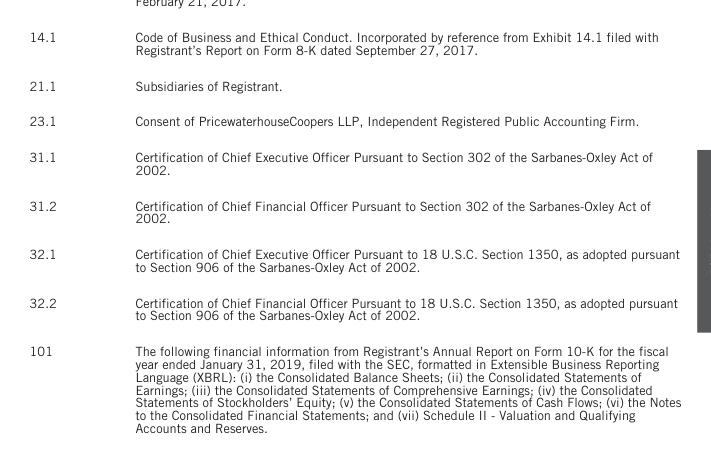 February 21, 2017.
14.1 Code of Business and Ethical Conduct. Incorporated by reference from Exhibit 14.1 filed with
Registrant's Report on Form 8-K dated September 27, 2017.
21.1 Subsidiaries of Registrant.
23.1 Consent of PricewaterhouseCoopers LLP, Independent Registered Public Accounting Firm.
31.1 Certification of Chief Executive Officer Pursuant to Section 302 of the Sarbanes-Oxley Act of
2002.
31.2 Certification of Chief Financial Officer Pursuant to Section 302 of the Sarbanes-Oxley Act of
2002.
32.1 Certification of Chief Executive Officer Pursuant to 18 U.S.C. Section 1350, as adopted pursuant
to Section 906 of the Sarbanes-Oxley Act of 2002.
32.2 Certification of Chief Financial Officer Pursuant to 18 U.S.C. Section 1350, as adopted pursuant
to Section 906 of the Sarbanes-Oxley Act of 2002.
101 The following financial information from Registrant's Annual Report on Form 10-K for the fiscal
year ended January 31, 2019, filed with the SEC, formatted in Extensible Business Reporting
Language (XBRL): (i) the Consolidated Balance Sheets; (ii) the Consolidated Statements of
Earnings; (iii) the Consolidated Statements of Comprehensive Earnings; (iv) the Consolidated
Statements of Stockholders' Equity; (v) the Consolidated Statements of Cash Flows; (vi) the Notes
to the Consolidated Financial Statements; and (vii) Schedule II - Valuation and Qualifying
Accounts and Reserves.